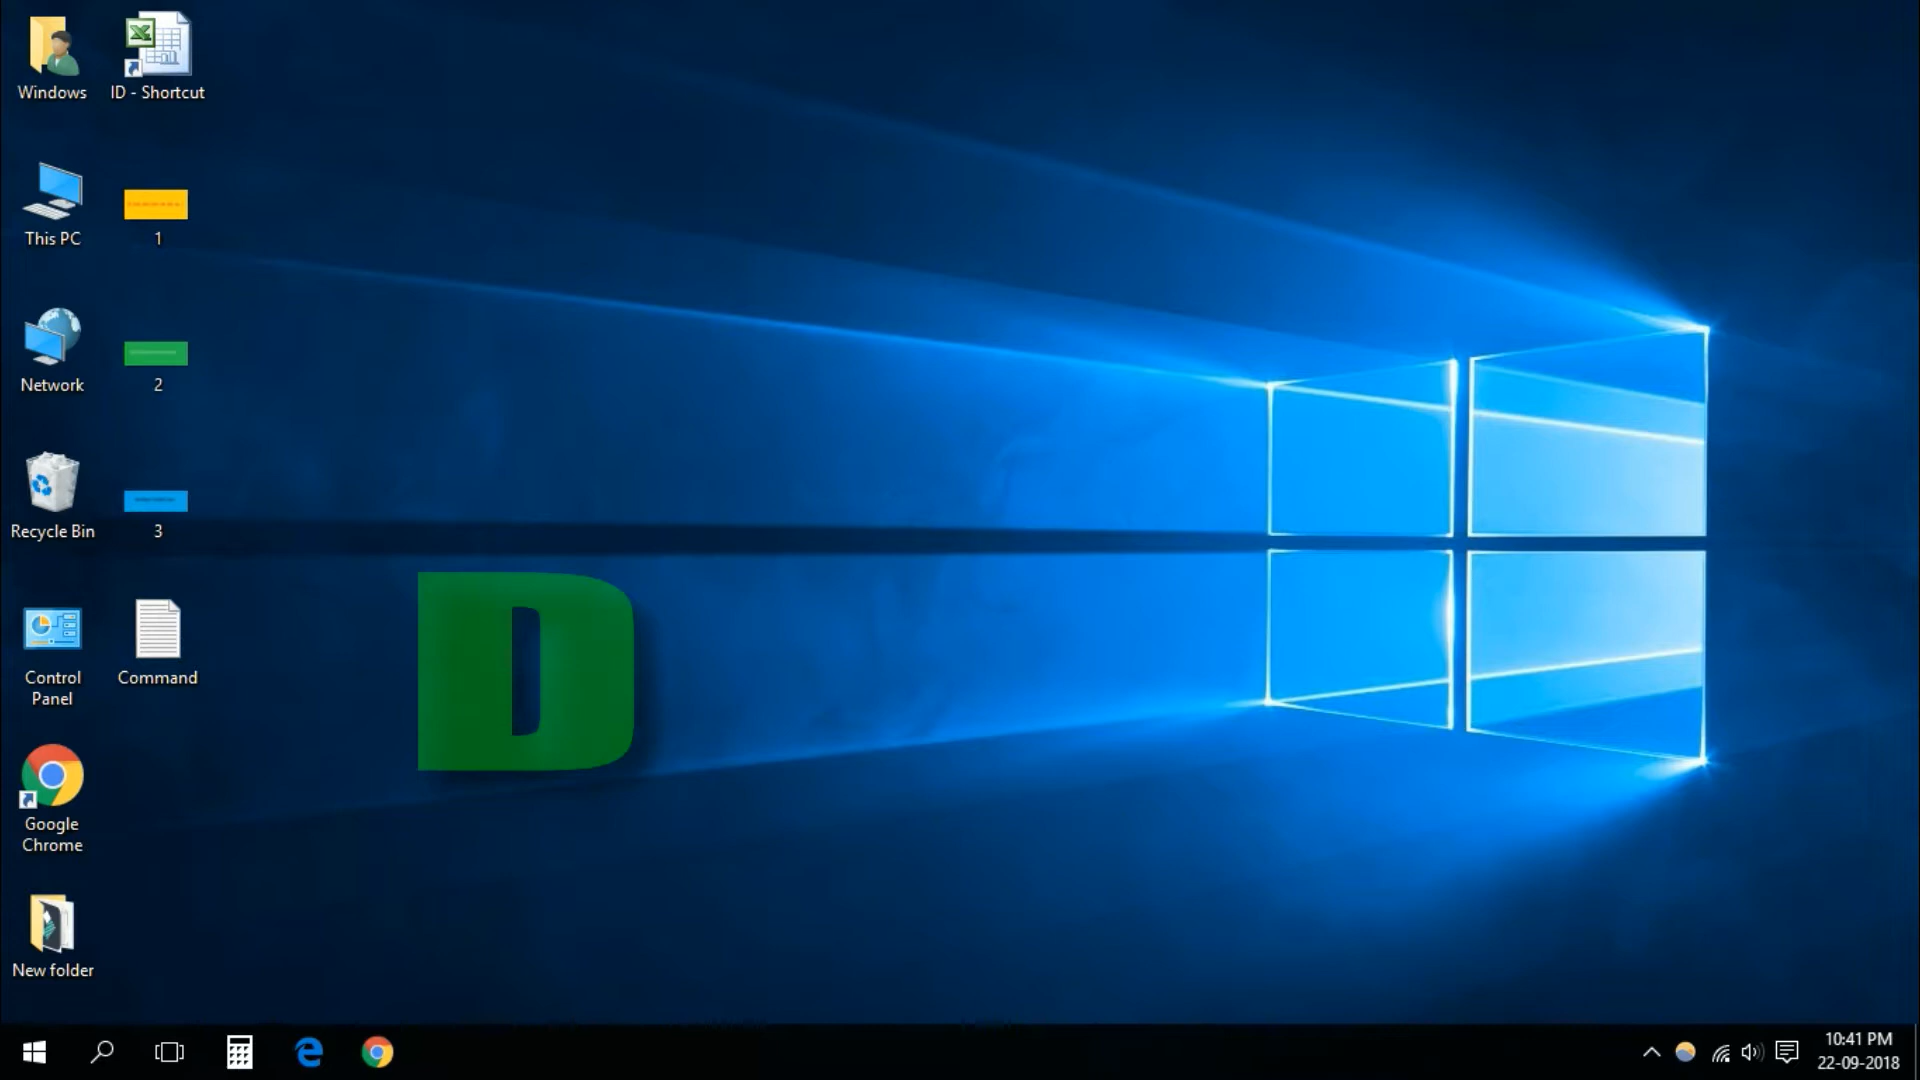 Windows
ID - Shortcut
This PC
1
Network
2
Recycle Bin
3
Control
Panel
Command
Google
Chrome
New folder
D
10:41 PM
22-09-2018